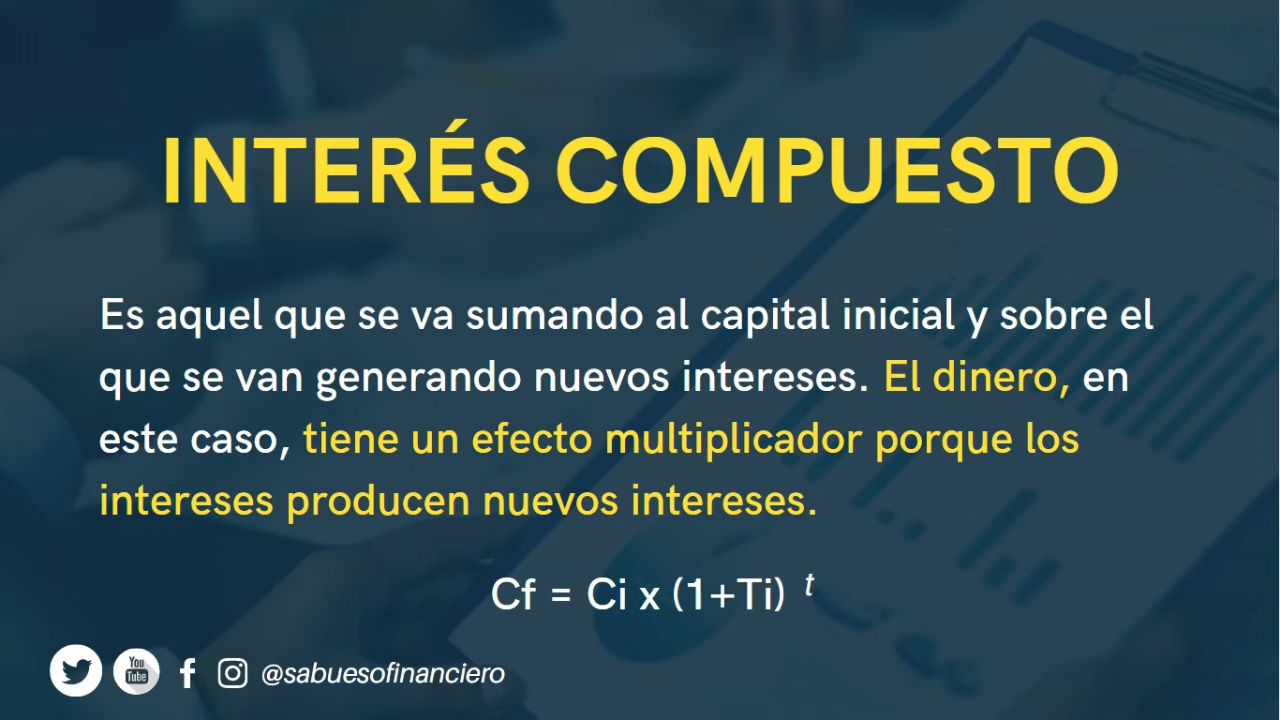 INTERÉS COMPUESTO
Es aquel que se va sumando al capital inicial y sobre el
que se van generando nuevos intereses. El dinero, en
este caso, tiene un efecto multiplicador porque los
intereses producen nuevos intereses.
Cf = Ci x (1+Ti) ᵗ
You
Tube
@sabuesofinanciero